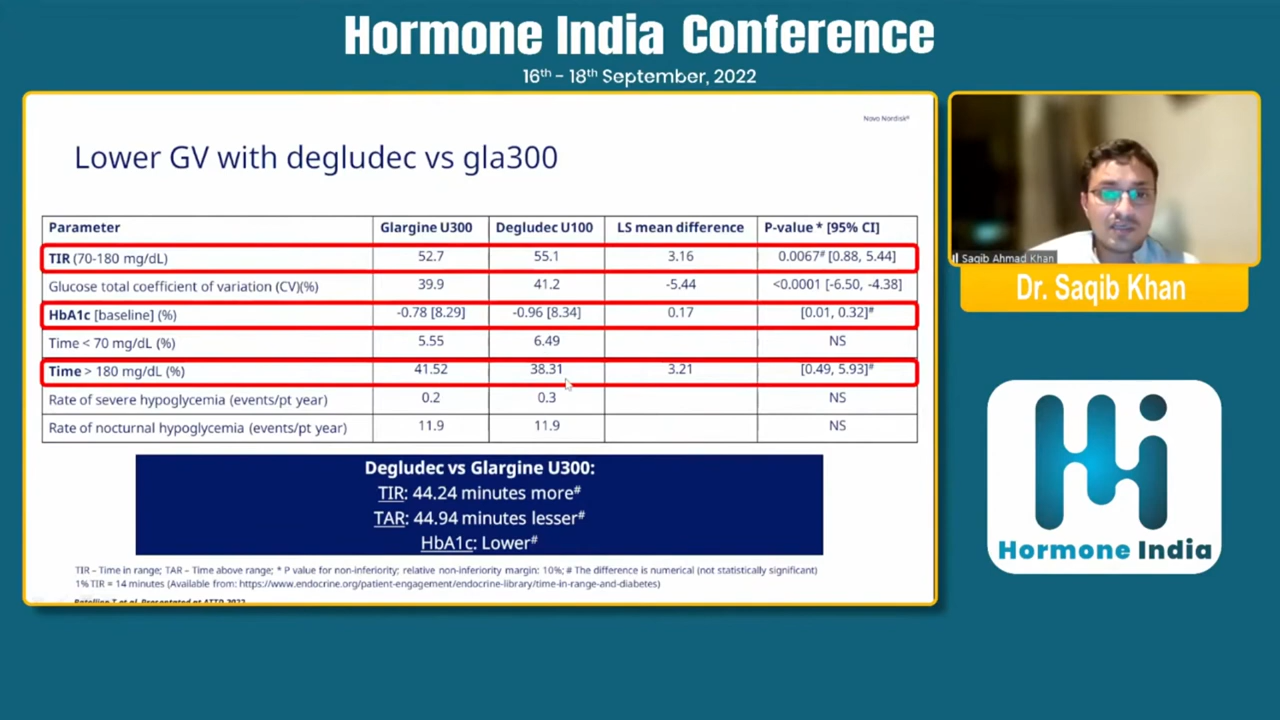 Hormone India Conference
16th - 18th September, 2022
Novo Nordisk®
Lower GV with degludec vs gla300
Parameter Glargine U300 Degludec U100 LS mean difference P-value * [95% CI]
TIR (70-180 mg/dL) 52.7 55.1 3.16 0.0067# [0.88, 5.44]
Glucose total coefficient of variation (CV)(%) 39.9 41.2 -5.44 <0.0001 [-6.50, -4.38]
HbA1c [baseline] (%) -0.78 [8.29] -0.96 [8.34] 0.17 [0.01, 0.32]#
Time < 70 mg/dL (%) 5.55 6.49 NS
Time > 180 mg/dL (%) 41.52 38.31 3.21 [0.49, 5.93]#
Rate of severe hypoglycemia (events/pt year) 0.2 0.3 NS
Rate of nocturnal hypoglycemia (events/pt year) 11.9 11.9 NS
Degludec vs Glargine U300:
TIR: 44.24 minutes more#
TAR: 44.94 minutes lesser#
HbA1c: Lower#
TIR – Time in range; TAR – Time above range; * P value for non-inferiority; relative non-inferiority margin: 10%; # The difference is numerical (not statistically significant)
1% TIR = 14 minutes (Available from: https://www.endocrine.org/patient-engagement/endocrine-library/time-in-range-and-diabetes)
T et al. Presented at ATTD 2022
Saqib Ahmad Khan
Dr. Saqib Khan
Hi
Hormone India